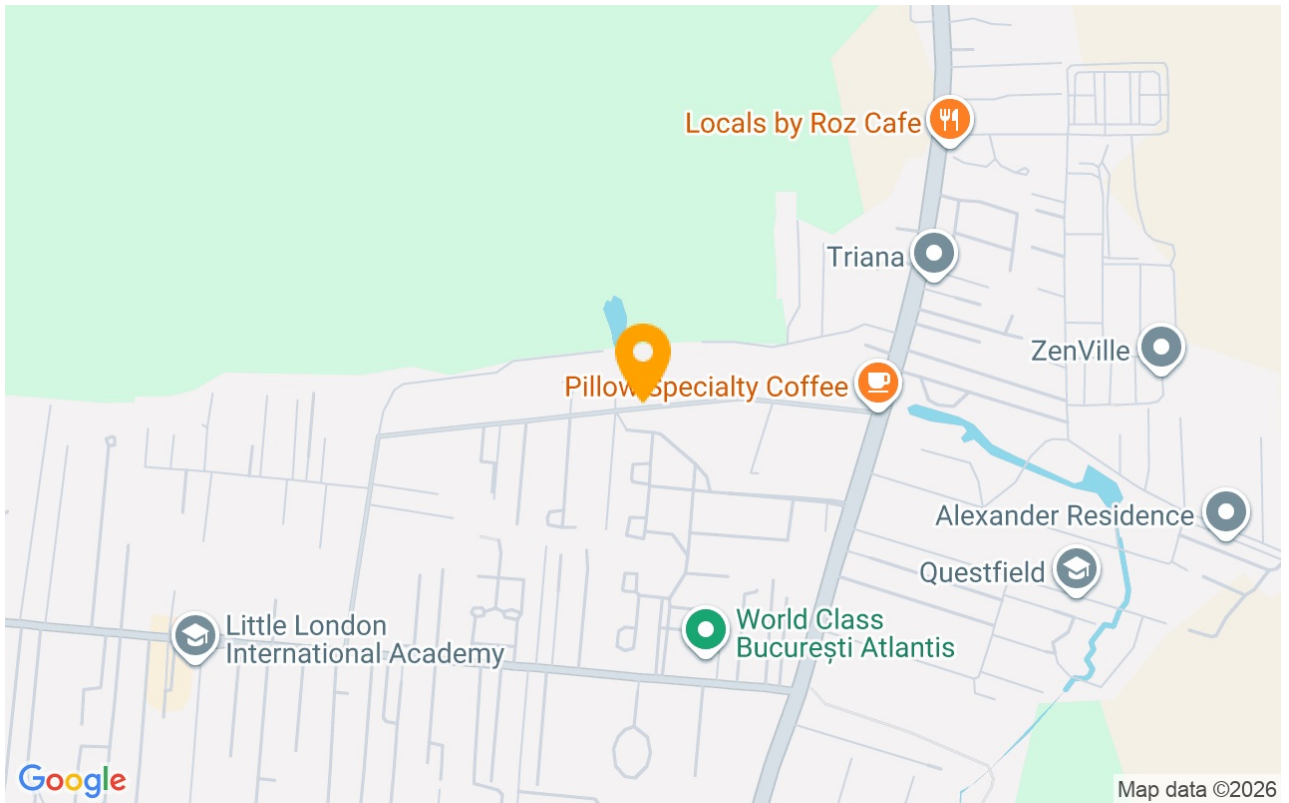 Locals by Roz Cafe
Triana
ZenVille
Pillow Specialty Coffee
Alexander Residence
Questfield
World Class
București Atlantis
Little London
International Academy
Google
Map data ©2026